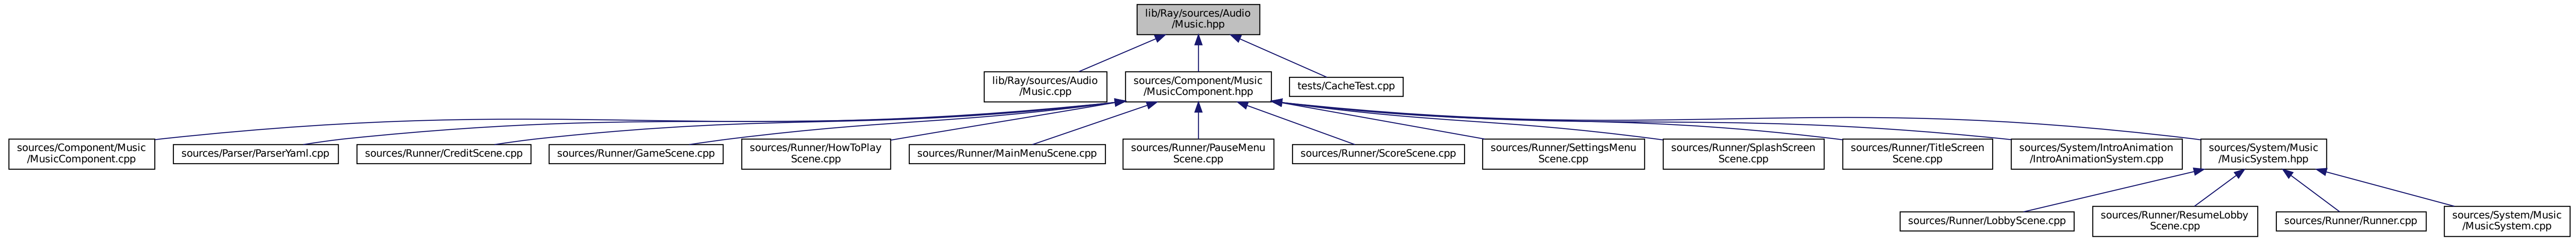 lib/Ray/sources/Audio
/Music.hpp
lib/Ray/sources/Audio
/Music.cpp
sources/Component/Music
/MusicComponent.hpp
tests/CacheTest.cpp
sources/Component/Music
/MusicComponent.cpp
sources/Parser/ParserYaml.cpp
sources/Runner/CreditScene.cpp
sources/Runner/GameScene.cpp
sources/Runner/HowToPlay
Scene.cpp
sources/Runner/MainMenuScene.cpp
sources/Runner/PauseMenu
Scene.cpp
sources/Runner/ScoreScene.cpp
sources/Runner/SettingsMenu
Scene.cpp
sources/Runner/SplashScreen
Scene.cpp
sources/Runner/TitleScreen
Scene.cpp
sources/System/IntroAnimation
/IntroAnimationSystem.cpp
sources/System/Music
/MusicSystem.hpp
sources/Runner/LobbyScene.cpp
sources/Runner/ResumeLobby
Scene.cpp
sources/Runner/Runner.cpp
sources/System/Music
/MusicSystem.cpp